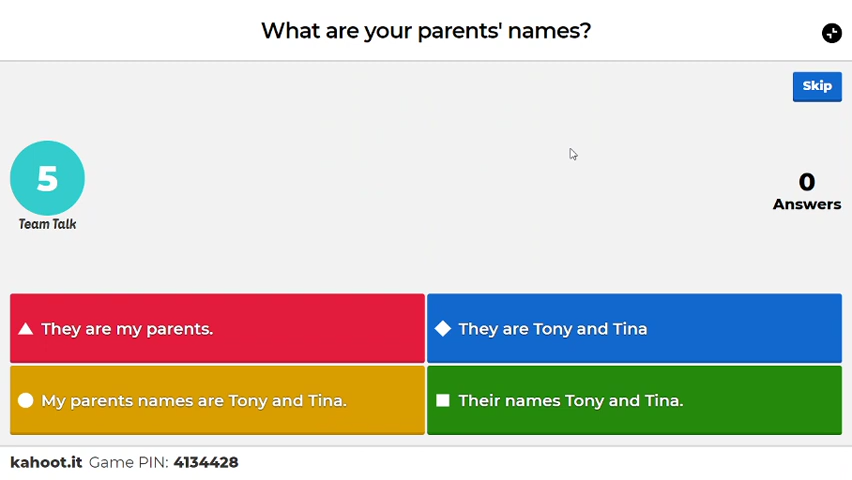 What are your parents' names?
Skip
5
Team Talk
0
Answers
They are my parents.
They are Tony and Tina
My parents names are Tony and Tina.
Their names Tony and Tina.
kahoot.it Game PIN: 4134428